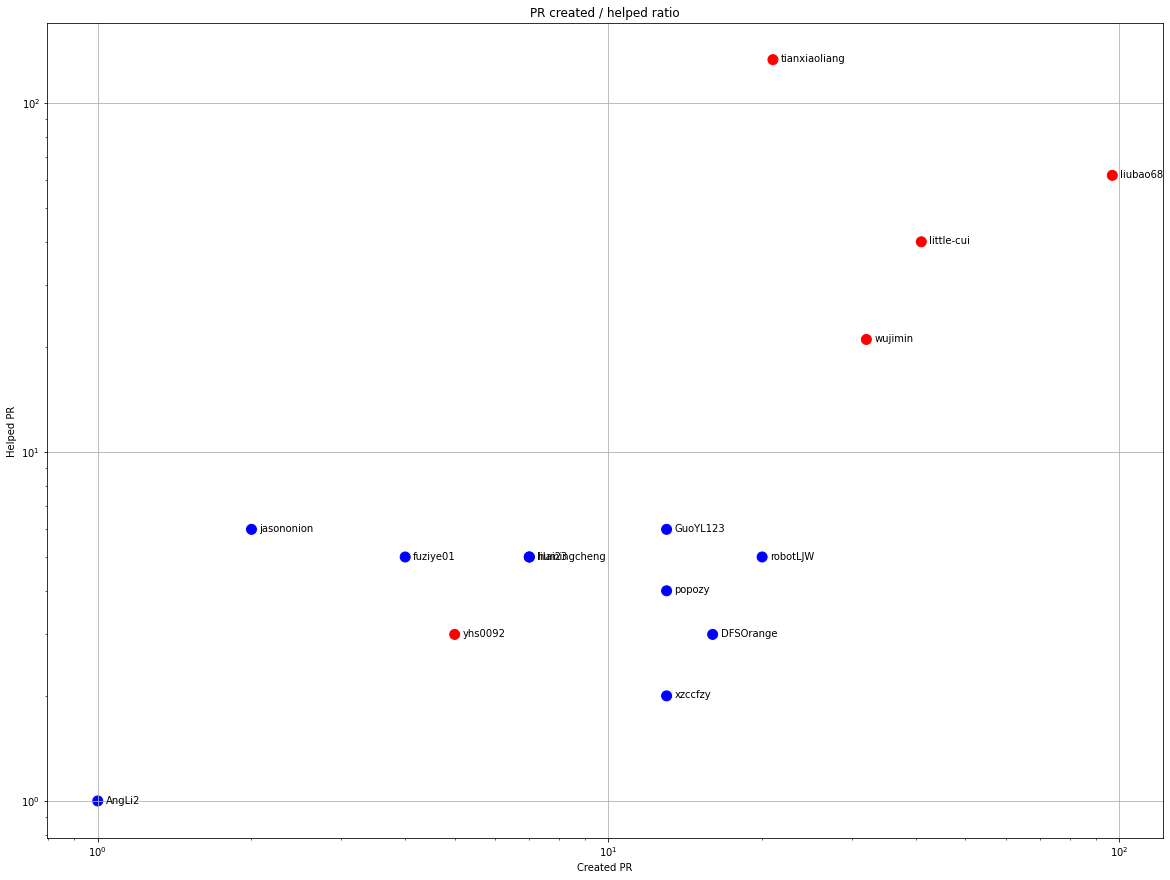 PR created / helped ratio
tianxiaoliang
10²
liubao68
little-cui
wujimin
Helped PR
10¹
jasononion
GuoYL123
fuziye01
robotLJW
popozy
yhs0092
DFSOrange
xzccfzy
10⁰
AngLi2
10⁰
10¹
10²
Created PR